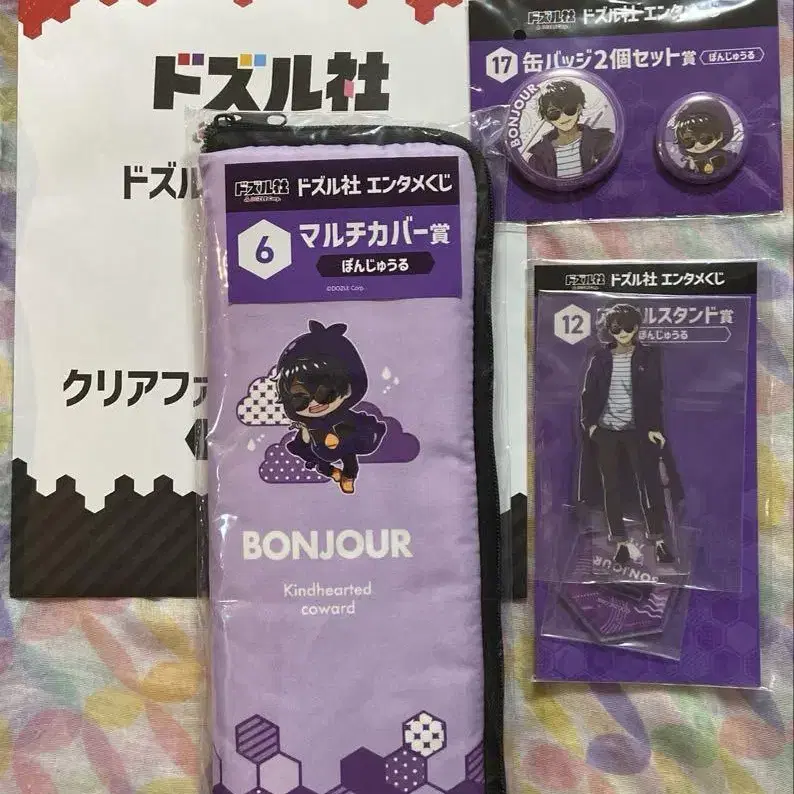 ドズル社
ドズル
クリアファ
ドズル社
ドズル社 エンタメくじ
6
マルチカバー賞
ぼんじゅうる
©DOZLE Corp.
BONJOUR
Kindhearted
coward
ドズル社
ドズル社 エンタメくじ
17
缶バッジ2個セット賞
ぼんじゅうる
BONJOUR
ドズル社
ドズル社 エンタメくじ
12
ルスタンド賞
ぼんじゅうる
BONJOUR